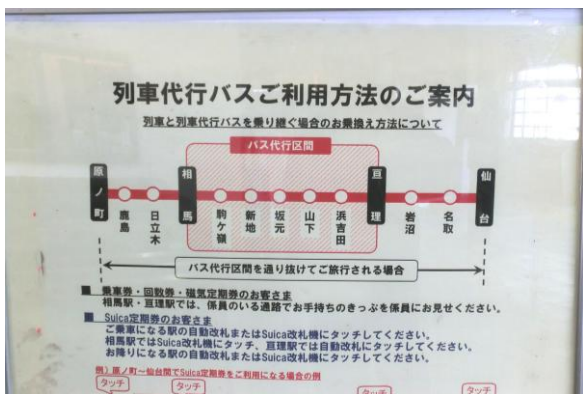 列車代行バスご利用方法のご案内
列車と列車代行バスを乗り継ぐ場合のお乗換え方法について
バス代行区間
原ノ町
鹿島
日立木
相馬
駒ケ嶺
新地
坂元
山下
浜吉田
亘理
岩沼
名取
仙台
バス代行区間を通り抜けてご旅行される場合
■ 乗車券・回数券・磁気定期券のお客さま
相馬駅・亘理駅では、係員のいる通路でお手持ちのきっぷを係員にお見せください。
■ Suica定期券のお客さま
ご乗車になる駅の自動改札またはSuica改札機にタッチしてください。
相馬駅ではSuica改札機にタッチ、亘理駅では自動改札にタッチしてください。
お降りになる駅の自動改札またはSuica改札機にタッチしてください。
例）原ノ町～仙台間でSuica定期券をご利用になる場合の例
タッチ
タッチ
タッチ
タッチ